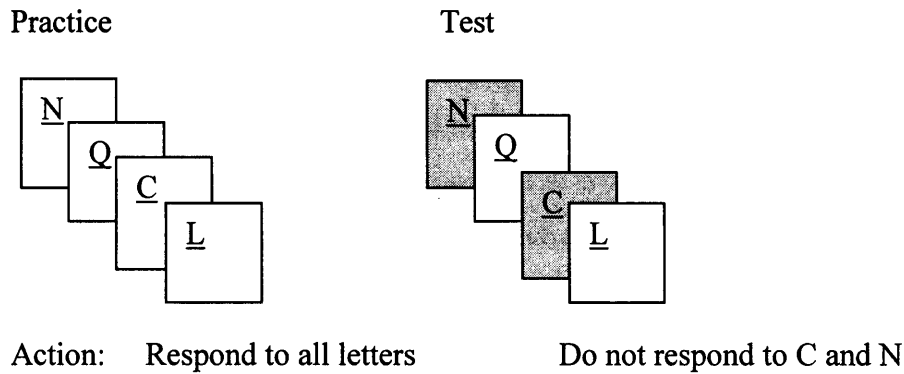 Practice Test
N N
Q Q
C C
L L
Action: Respond to all letters Do not respond to C and N